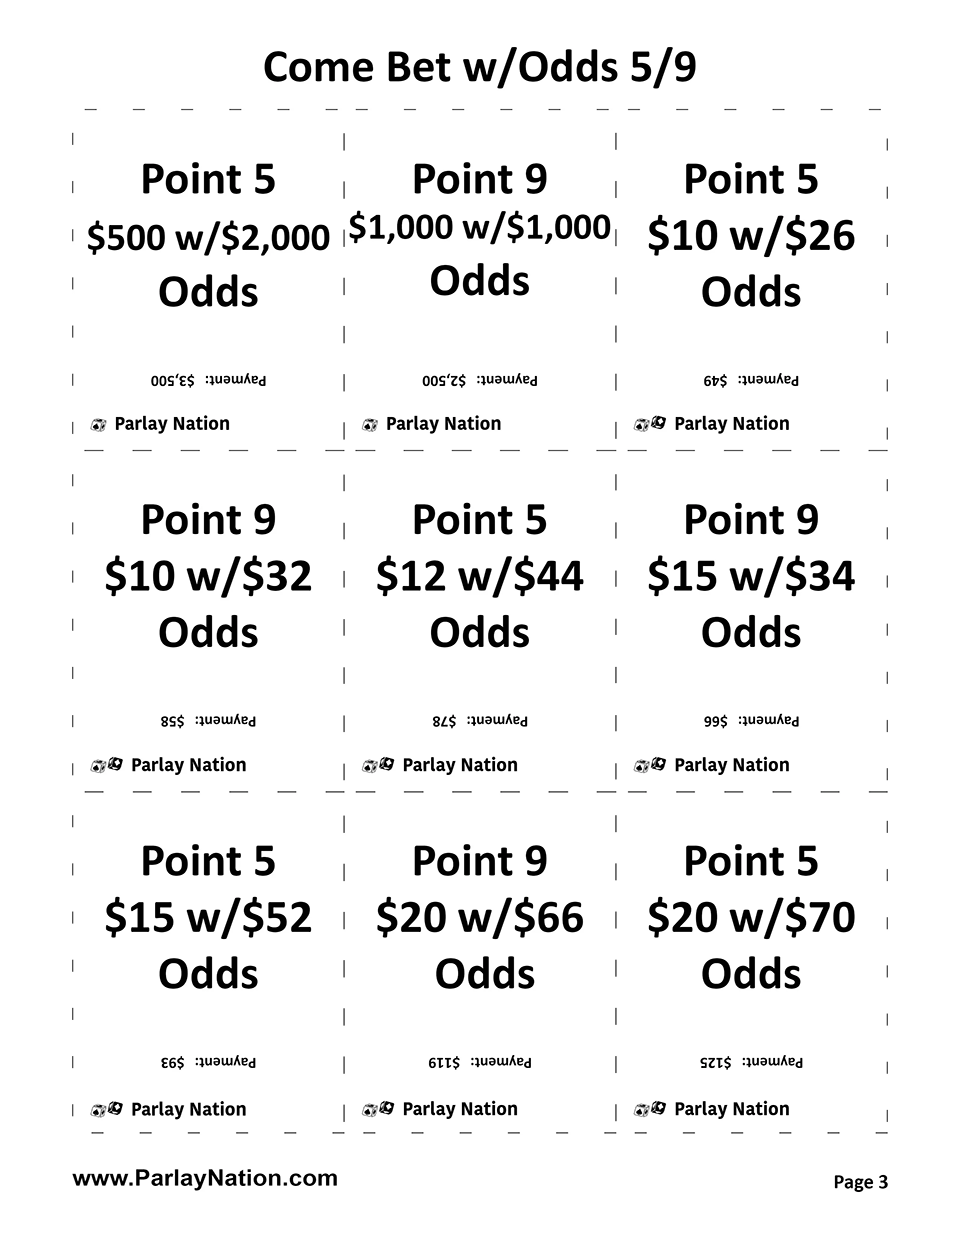 Come Bet w/Odds 5/9
Point 5
$500 w/$2,000
Odds
Payment: $3,500
Parlay Nation
Point 9
$1,000 w/$1,000
Odds
Payment: $2,500
Parlay Nation
Point 5
$10 w/$26
Odds
Payment: $49
Parlay Nation
Point 9
$10 w/$32
Odds
Payment: $58
Parlay Nation
Point 5
$12 w/$44
Odds
Payment: $78
Parlay Nation
Point 9
$15 w/$34
Odds
Payment: $66
Parlay Nation
Point 5
$15 w/$52
Odds
Payment: $93
Parlay Nation
Point 9
$20 w/$66
Odds
Payment: $119
Parlay Nation
Point 5
$20 w/$70
Odds
Payment: $125
Parlay Nation
www.ParlayNation.com
Page 3